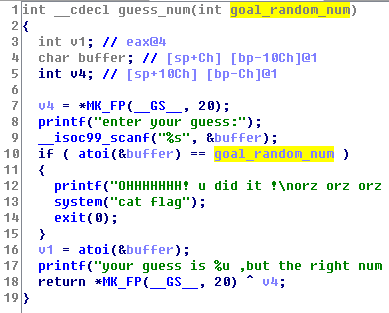 1 int __cdecl guess_num(int goal_random_num)
2 {
3 int v1; // eax@4
4 char buffer; // [sp+Ch] [bp-10Ch]@1
5 int v4; // [sp+10Ch] [bp-Ch]@1
6
7 v4 = *MK_FP(__GS__, 20);
8 printf("enter your guess:");
9 __isoc99_scanf("%s", &buffer);
10 if ( atoi(&buffer) == goal_random_num )
11 {
12 printf("OHHHHHHH! u did it !\norz orz orz
13 system("cat flag");
14 exit(0);
15 }
16 v1 = atoi(&buffer);
17 printf("your guess is %u ,but the right num
18 return *MK_FP(__GS__, 20) ^ v4;
19 }